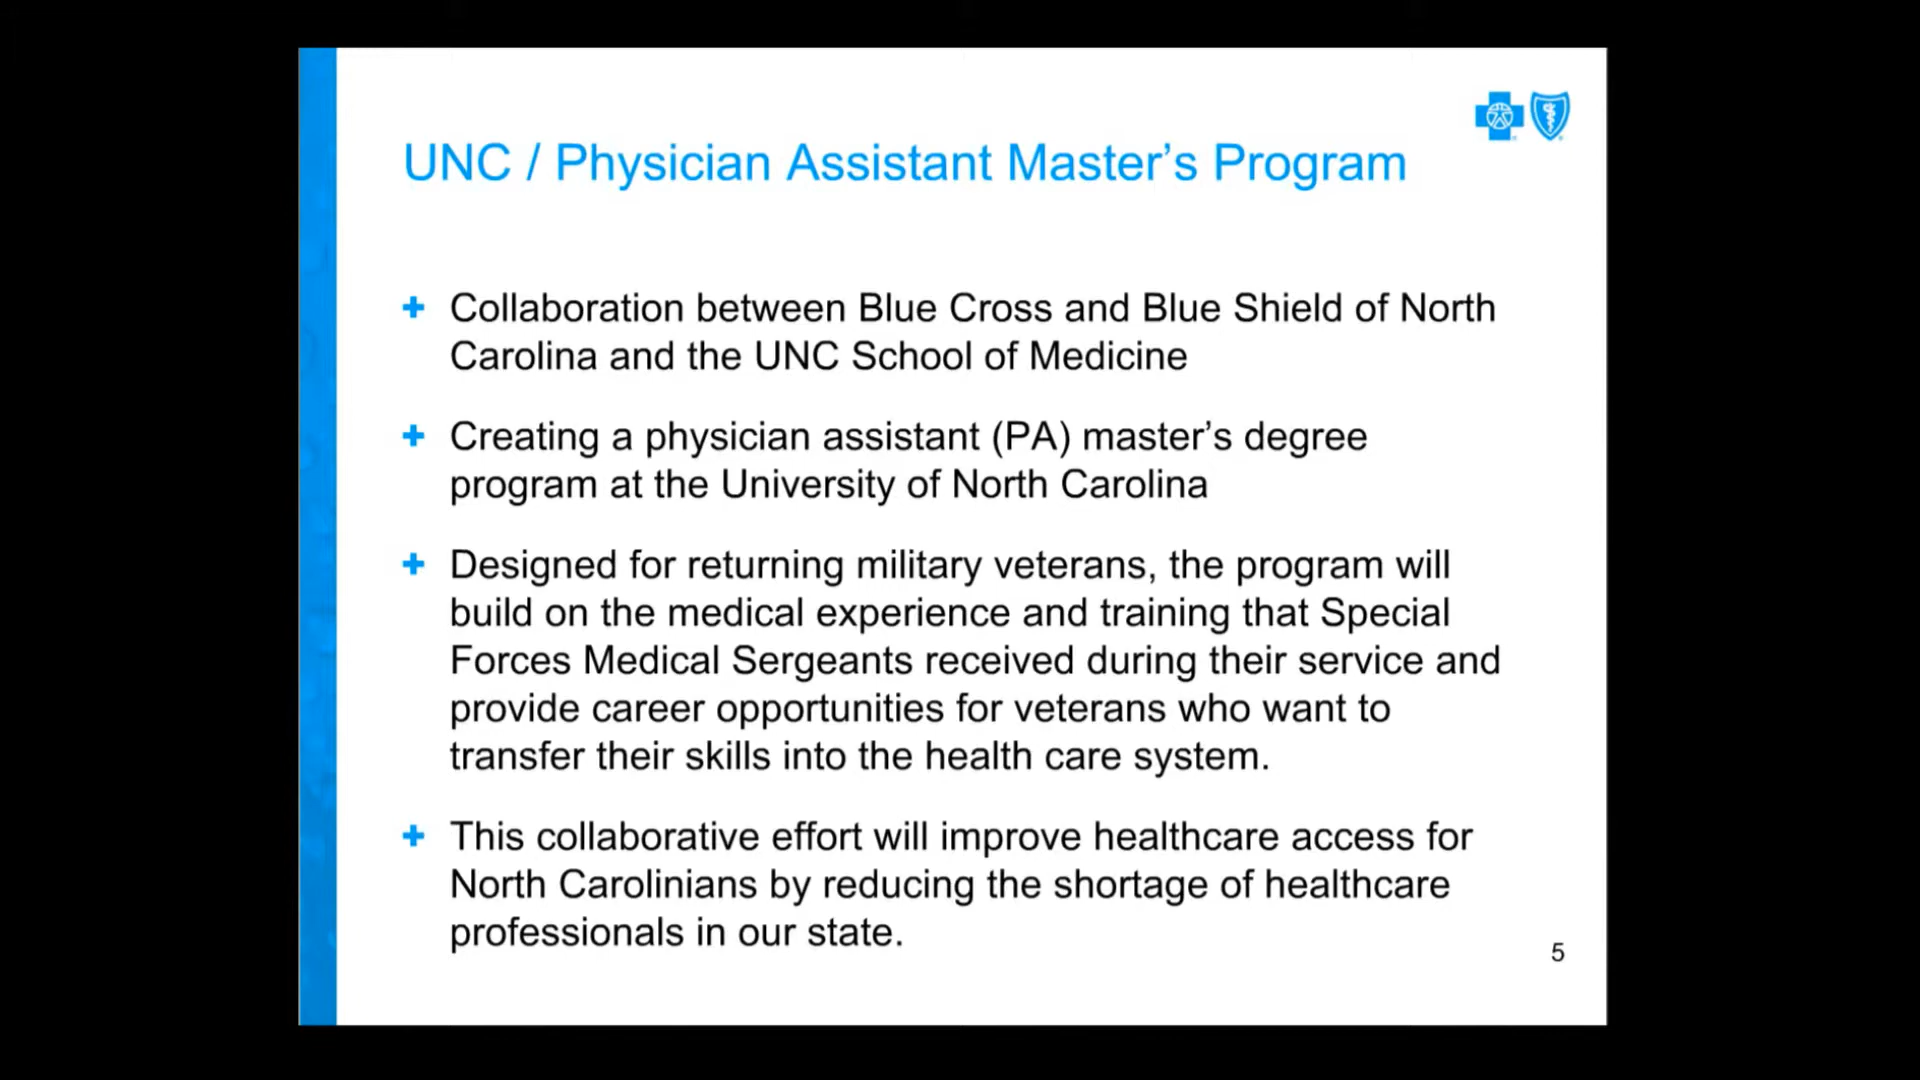 UNC / Physician Assistant Master’s Program
Collaboration between Blue Cross and Blue Shield of North
Carolina and the UNC School of Medicine
Creating a physician assistant (PA) master’s degree
program at the University of North Carolina
Designed for returning military veterans, the program will
build on the medical experience and training that Special
Forces Medical Sergeants received during their service and
provide career opportunities for veterans who want to
transfer their skills into the health care system.
This collaborative effort will improve healthcare access for
North Carolinians by reducing the shortage of healthcare
professionals in our state.
5